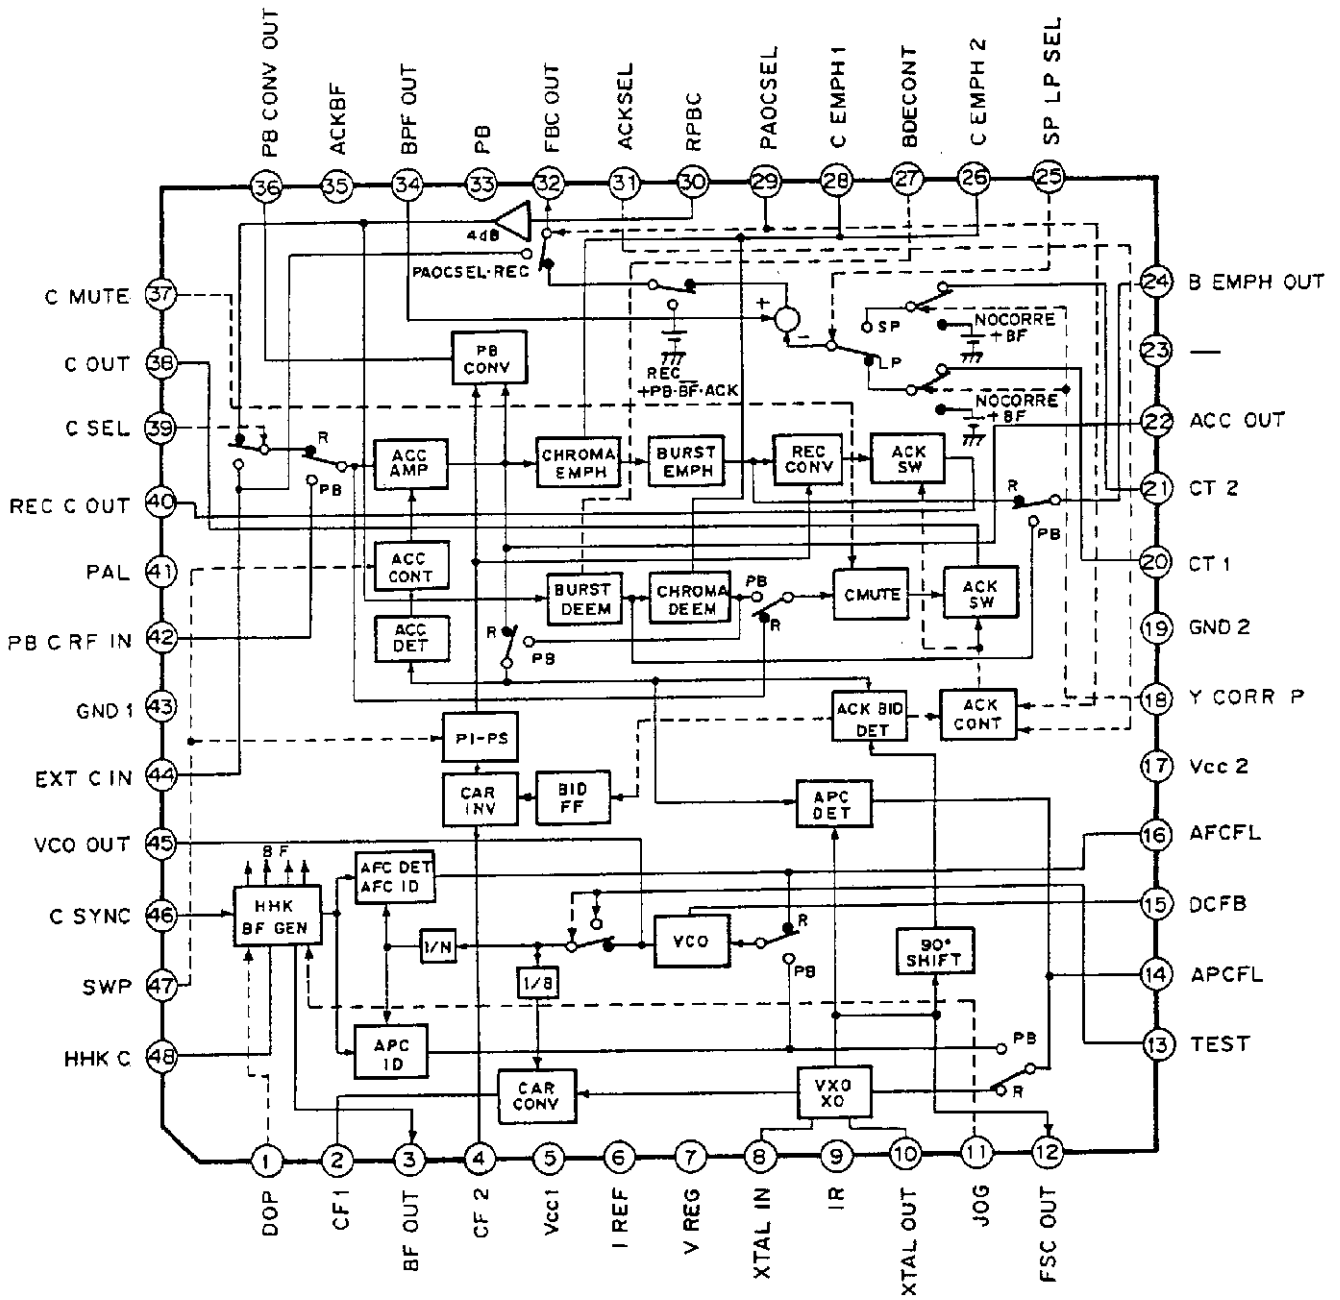 PB CONV OUT
ACKBF
BPF OUT
PB
FBC OUT
ACKSEL
RPBC
PAOCSEL
C EMPH 1
BDECONT
C EMPH 2
SP LP SEL
36
35
34
33
32
31
30
29
28
27
26
25
4dB
PAOCSEL·REC
C MUTE
37
C OUT
38
C SEL
39
REC C OUT
40
PAL
41
PB C RF IN
42
GND 1
43
EXT C IN
44
VCO OUT
45
C SYNC
46
SWP
47
HHK C
48
24
B EMPH OUT
23
—
22
ACC OUT
21
CT 2
20
CT 1
19
GND 2
18
Y CORR P
17
Vcc 2
16
AFCFL
15
DCFB
14
APCFL
13
TEST
+
−
SP
LP
NOCORRE
+BF
NOCORRE
+BF
REC
+PB·BF·ACK
PB
CONV
R
PB
ACC
AMP
CHROMA
EMPH
BURST
EMPH
REC
CONV
ACK
SW
R
PB
ACC
CONT
BURST
DEEM
CHROMA
DEEM
PB
R
CMUTE
ACK
SW
ACC
DET
R
PB
ACK BID
DET
ACK
CONT
PI-PS
CAR
INV
BID
FF
APC
DET
BF
HHK
BF GEN
AFC DET
AFC ID
1/N
1/8
VCO
R
PB
90°
SHIFT
APC
ID
CAR
CONV
VXO
XO
PB
R
1
2
3
4
5
6
7
8
9
10
11
12
DOP
CF 1
BF OUT
CF 2
Vcc1
I REF
V REG
XTAL IN
IR
XTAL OUT
JOG
FSC OUT